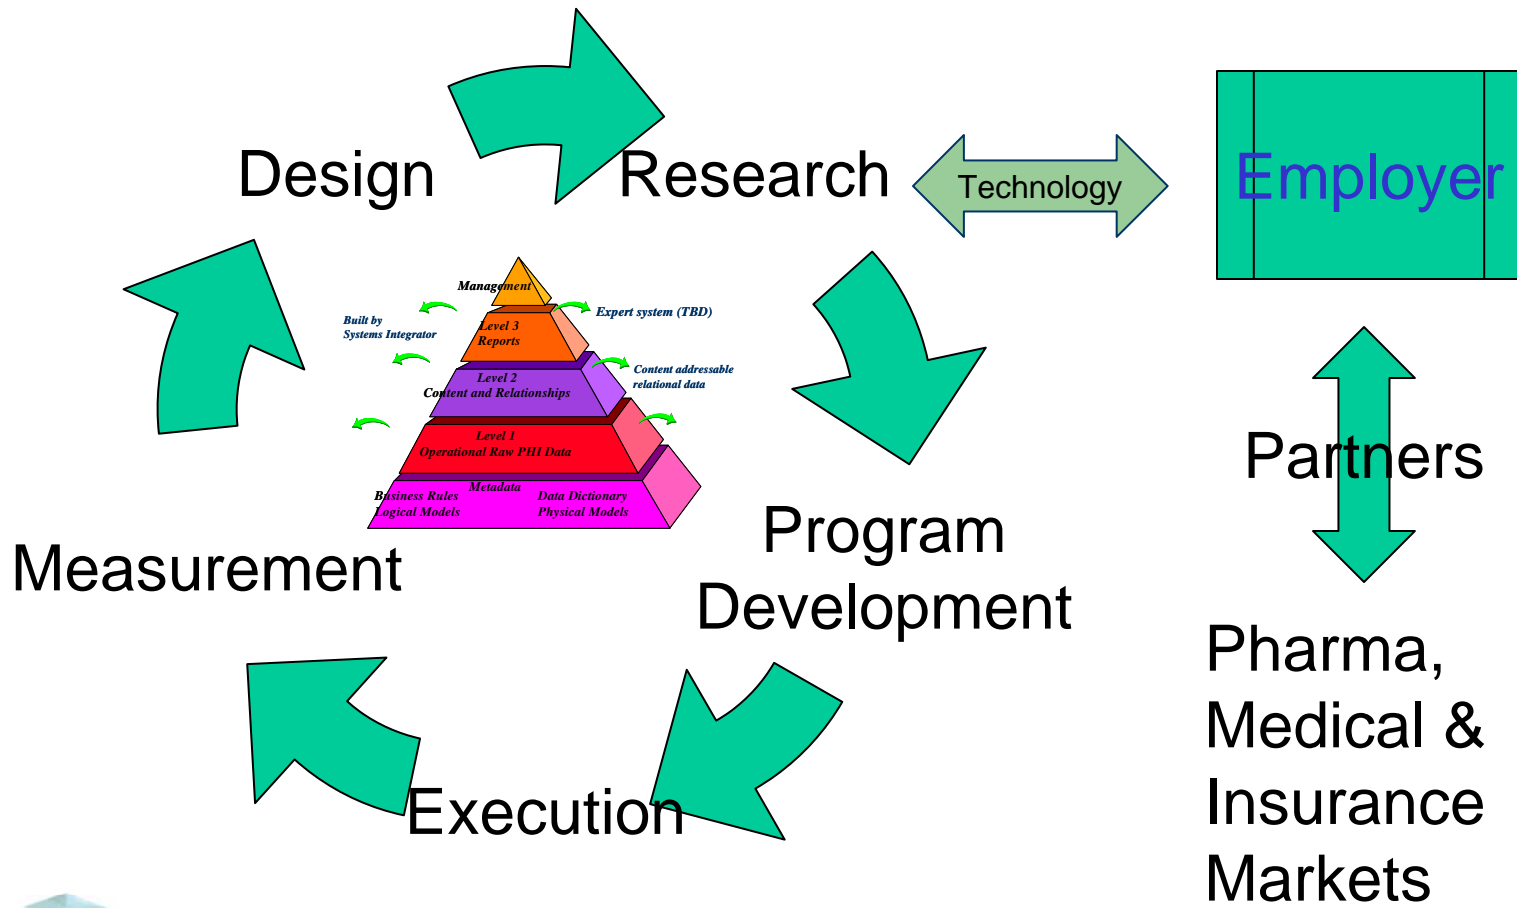 Design
Research
Technology
Employer
Management
Expert system (TBD)
Built by
Systems Integrator
Level 3
Reports
Content addressable
relational data
Level 2
Content and Relationships
Level 1
Operational Raw PHI Data
Metadata
Business Rules
Data Dictionary
Logical Models
Physical Models
Partners
Program
Development
Measurement
Pharma,
Medical &
Insurance
Markets
Execution